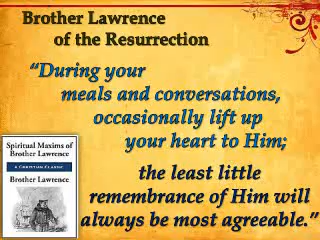 Brother Lawrence
of the Resurrection
“During your
meals and conversations,
occasionally lift up
your heart to Him;
the least little
remembrance of Him will
always be most agreeable.”
Spiritual Maxims of
Brother Lawrence
A CHRISTIAN CLASSIC
Brother Lawrence